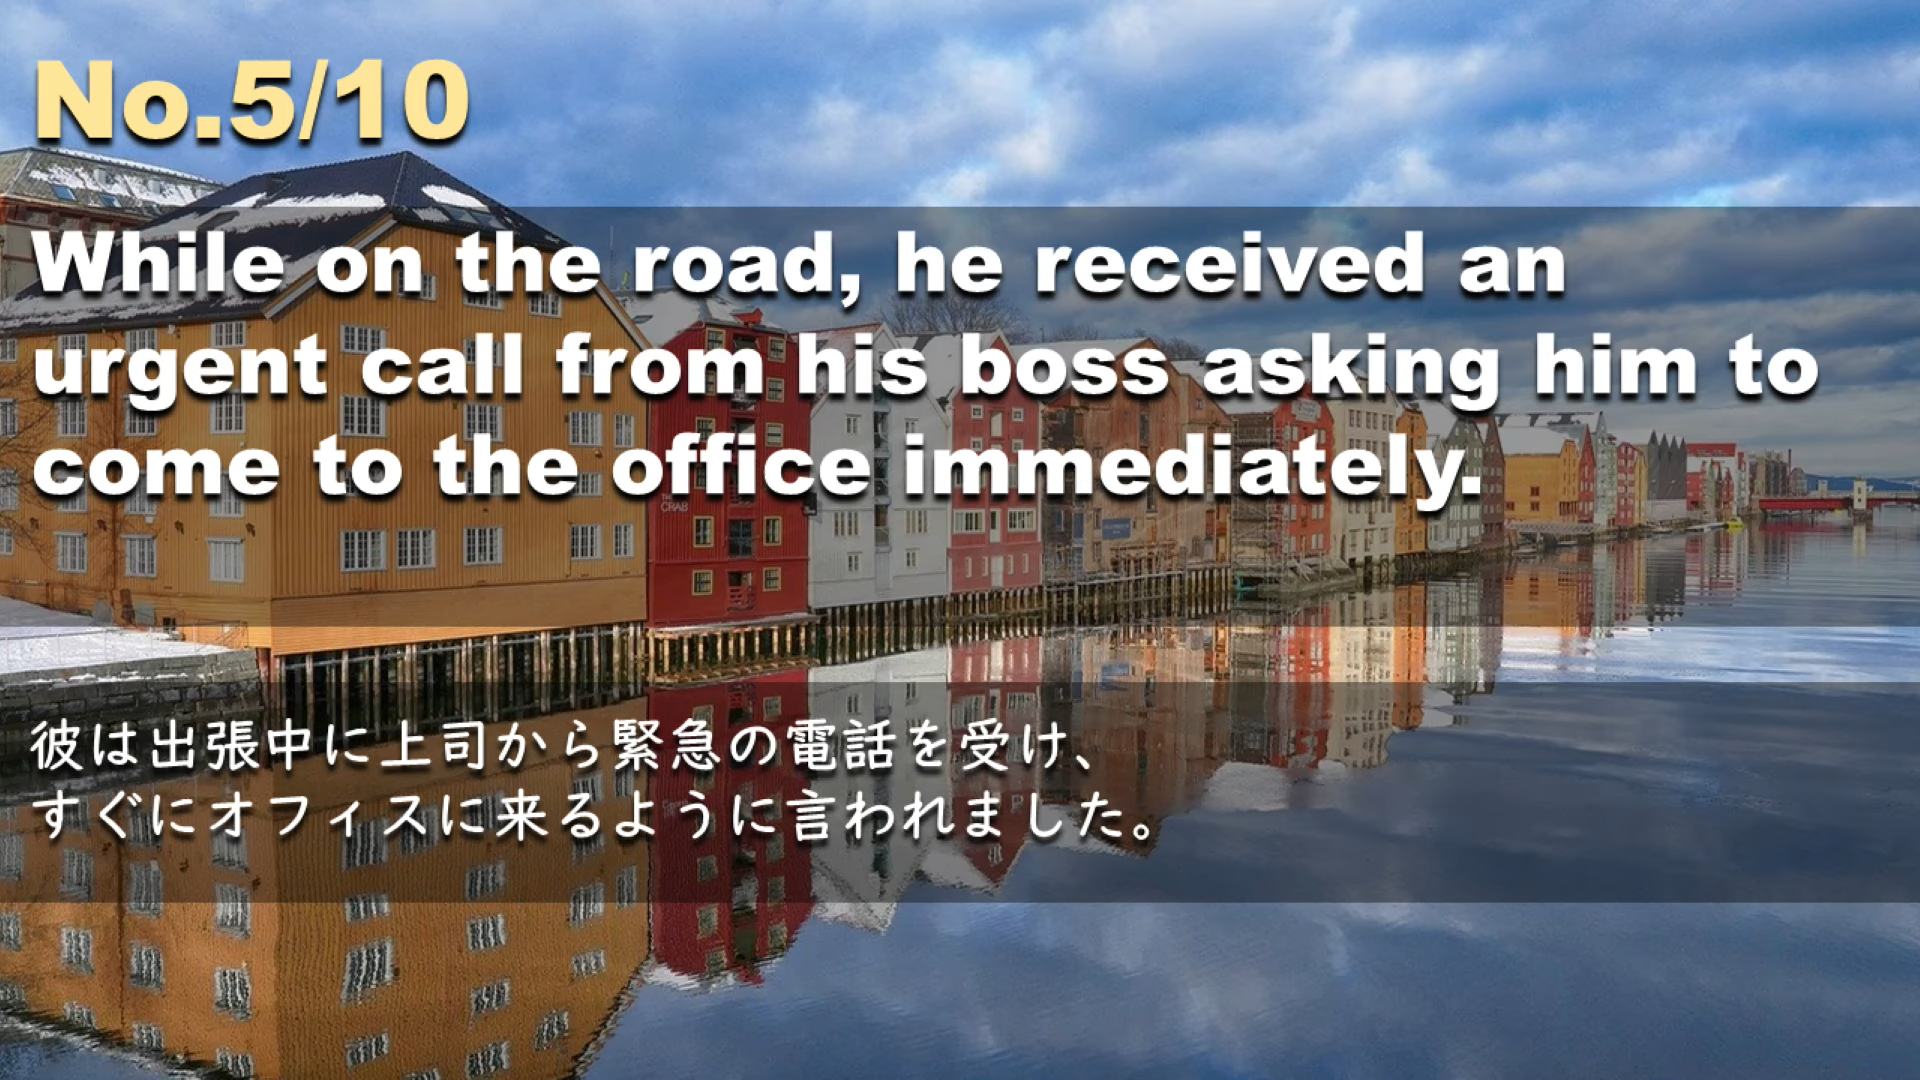 No.5/10
While on the road, he received an
urgent call from his boss asking him to
come to the office immediately.
彼は出張中に上司から緊急の電話を受け、
すぐにオフィスに来るように言われました。
CRAB